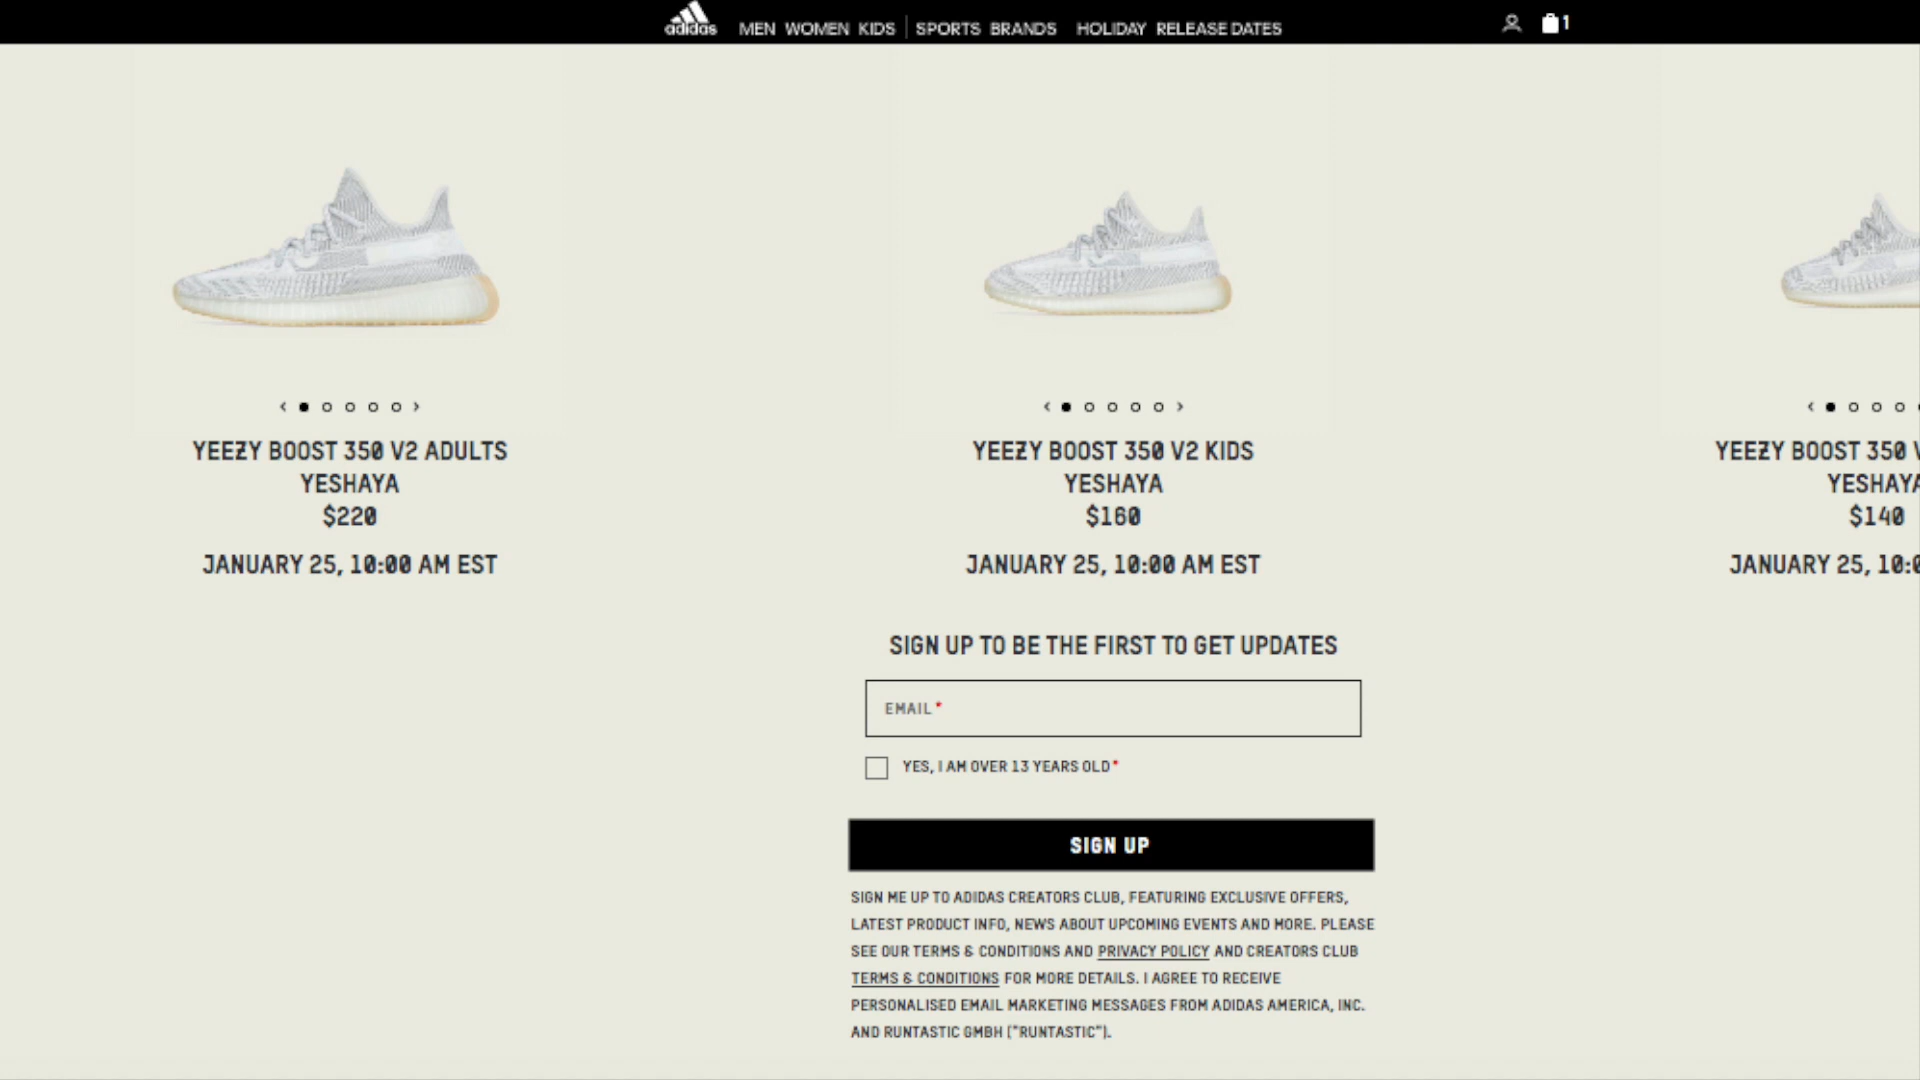 adidas MEN WOMEN KIDS SPORTS BRANDS HOLIDAY RELEASE DATES 1
YEEZY BOOST 350 V2 ADULTS
YESHAYA
$220
JANUARY 25, 10:00 AM EST
YEEZY BOOST 350 V2 KIDS
YESHAYA
$160
JANUARY 25, 10:00 AM EST
YEEZY BOOST 350
YESHAYA
$140
JANUARY 25,
SIGN UP TO BE THE FIRST TO GET UPDATES
EMAIL*
YES, I AM OVER 13 YEARS OLD*
SIGN UP
SIGN ME UP TO ADIDAS CREATORS CLUB, FEATURING EXCLUSIVE OFFERS,
LATEST PRODUCT INFO, NEWS ABOUT UPCOMING EVENTS AND MORE. PLEASE
SEE OUR TERMS & CONDITIONS AND PRIVACY POLICY AND CREATORS CLUB
TERMS & CONDITIONS FOR MORE DETAILS. I AGREE TO RECEIVE
PERSONALISED EMAIL MARKETING MESSAGES FROM ADIDAS AMERICA, INC.
AND RUNTASTIC GMBH ("RUNTASTIC").